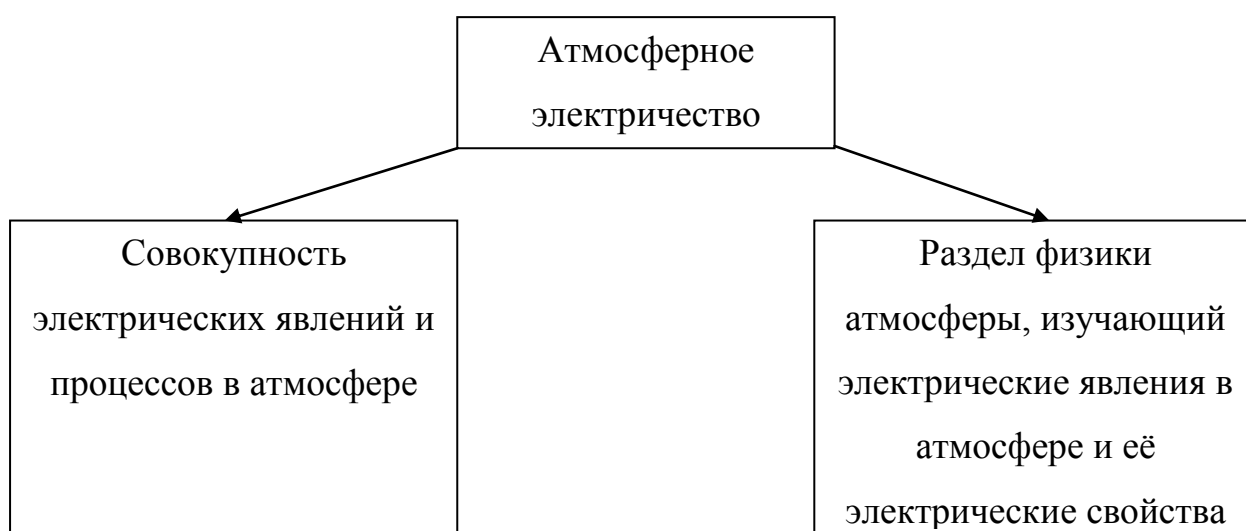 Атмосферное
электричество
Совокупность
электрических явлений и
процессов в атмосфере
Раздел физики
атмосферы, изучающий
электрические явления в
атмосфере и её
электрические свойства